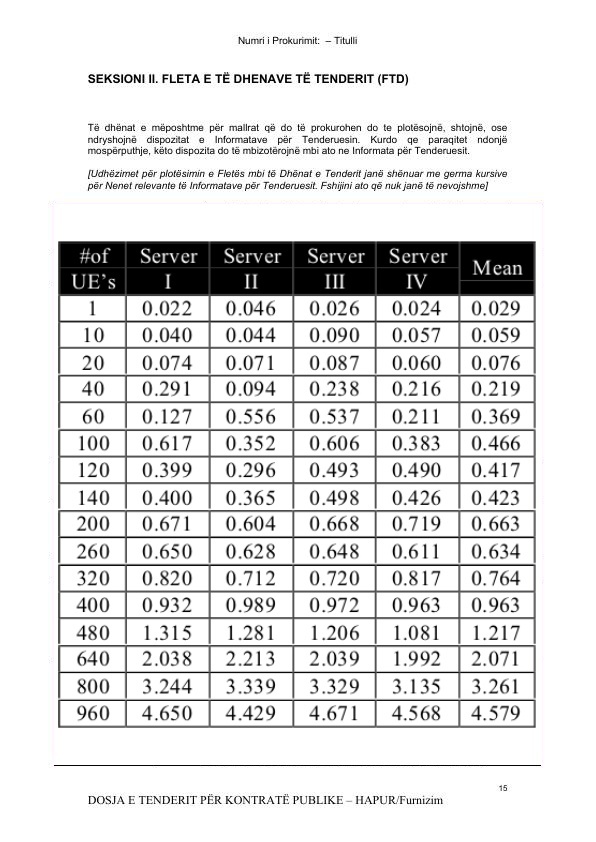 Numri i Prokurimit:  – Titulli
SEKSIONI II. FLETA E TË DHENAVE TË TENDERIT (FTD)
Të dhënat e mëposhtme për mallrat që do të prokurohen do te plotësojnë, shtojnë, ose
ndryshojnë dispozitat e Informatave për Tenderuesin. Kurdo qe paraqitet ndonjë
mospërputhje, këto dispozita do të mbizotërojnë mbi ato ne Informata për Tenderuesit.
[Udhëzimet për plotësimin e Fletës mbi të Dhënat e Tenderit janë shënuar me germa kursive
për Nenet relevante të Informatave për Tenderuesit. Fshijini ato që nuk janë të nevojshme]
#of UE's Server I Server II Server III Server IV Mean
1 0.022 0.046 0.026 0.024 0.029
10 0.040 0.044 0.090 0.057 0.059
20 0.074 0.071 0.087 0.060 0.076
40 0.291 0.094 0.238 0.216 0.219
60 0.127 0.556 0.537 0.211 0.369
100 0.617 0.352 0.606 0.383 0.466
120 0.399 0.296 0.493 0.490 0.417
140 0.400 0.365 0.498 0.426 0.423
200 0.671 0.604 0.668 0.719 0.663
260 0.650 0.628 0.648 0.611 0.634
320 0.820 0.712 0.720 0.817 0.764
400 0.932 0.989 0.972 0.963 0.963
480 1.315 1.281 1.206 1.081 1.217
640 2.038 2.213 2.039 1.992 2.071
800 3.244 3.339 3.329 3.135 3.261
960 4.650 4.429 4.671 4.568 4.579
15
DOSJA E TENDERIT PËR KONTRATË PUBLIKE – HAPUR/Furnizim